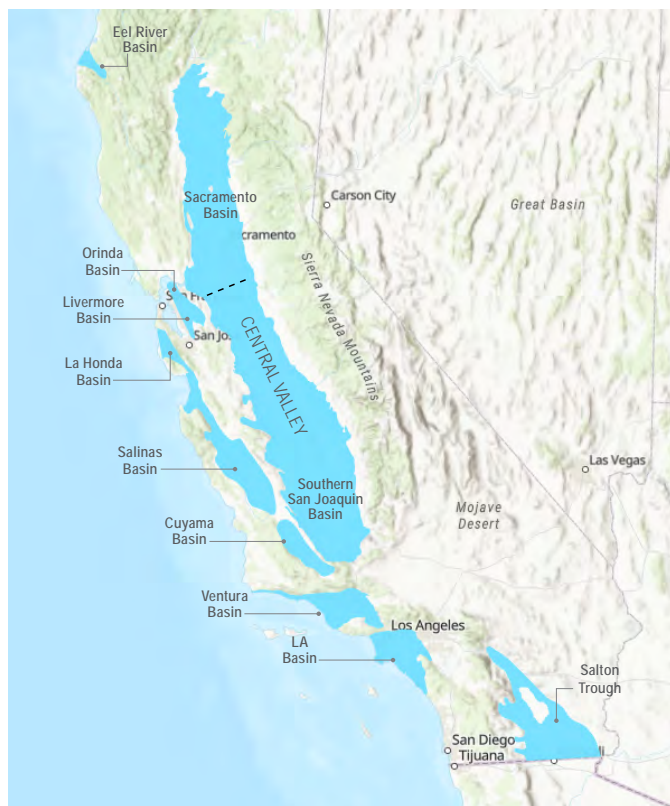 Eel River
Basin
Carson City
Sacramento
Basin
Great Basin
cramento
Orinda
Basin
Sierra Nevada Mountains
Livermore
Basin
San Jos
CENTRAL VALLEY
La Honda
Basin
Salinas
Basin
Las Vegas
Southern
San Joaquin
Basin
Mojave
Desert
Cuyama
Basin
Ventura
Basin
Los Angeles
LA
Basin
Salton
Trough
San Diego
Tijuana